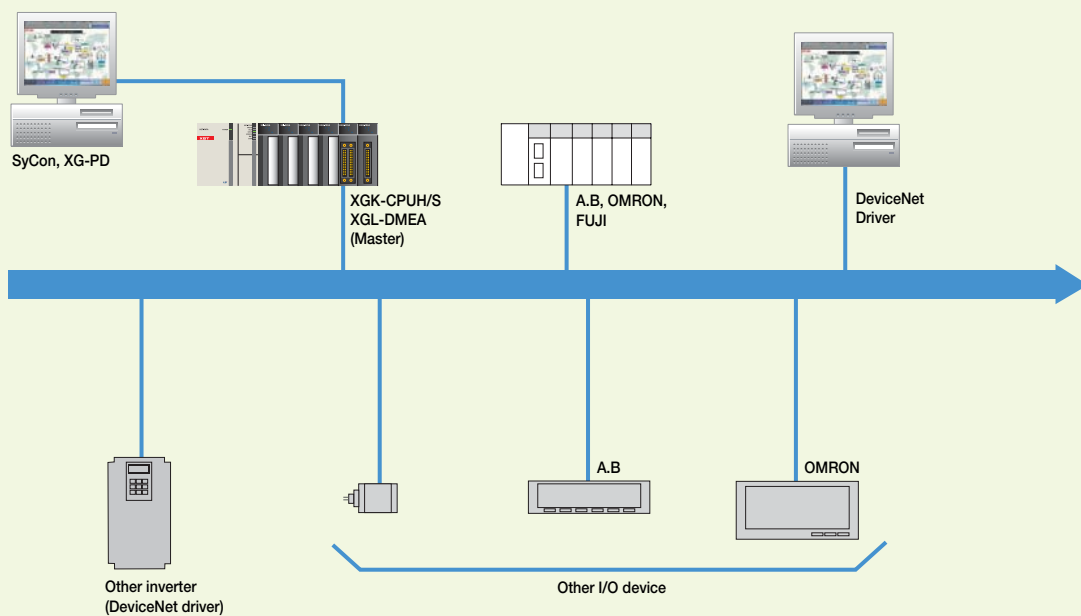 SyCon, XG-PD
XGK-CPUH/S
XGL-DMEA
(Master)
A.B, OMRON,
FUJI
DeviceNet
Driver
A.B
OMRON
Other inverter
(DeviceNet driver)
Other I/O device